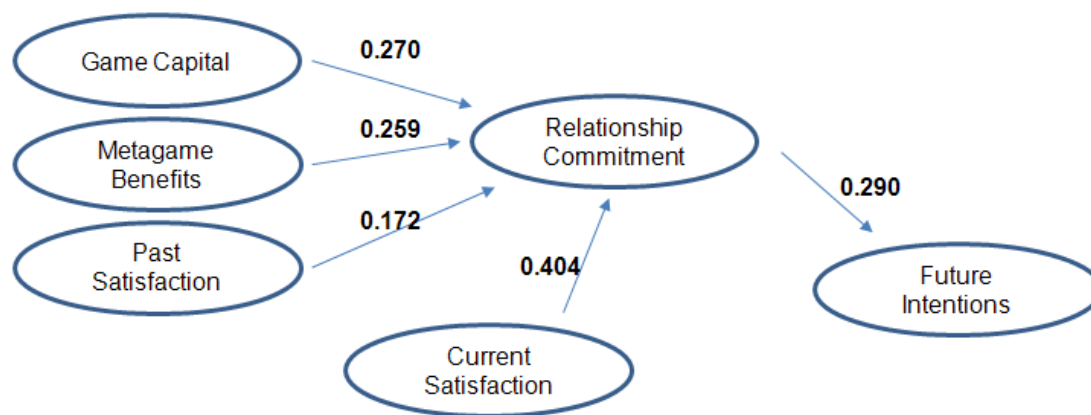 Game Capital
0.270
Metagame
Benefits
0.259
Past
Satisfaction
0.172
Relationship
Commitment
0.404
Current
Satisfaction
0.290
Future
Intentions